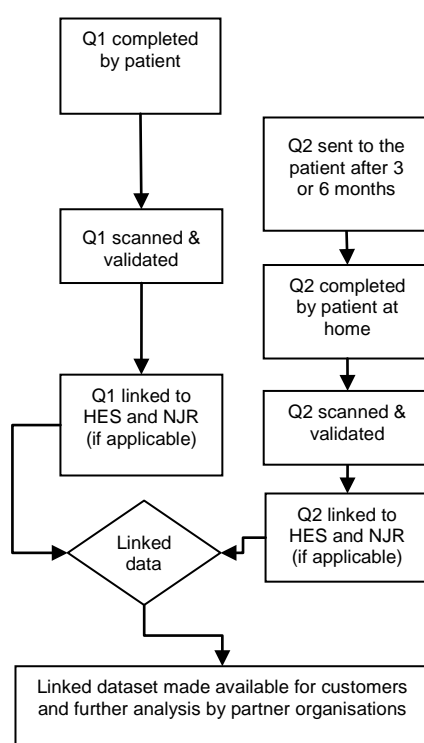 Q1 completed
by patient
Q2 sent to the
patient after 3
or 6 months
Q1 scanned &
validated
Q2 completed
by patient at
home
Q1 linked to
HES and NJR
(if applicable)
Q2 scanned &
validated
Q2 linked to
HES and NJR
(if applicable)
Linked
data
Linked dataset made available for customers
and further analysis by partner organisations